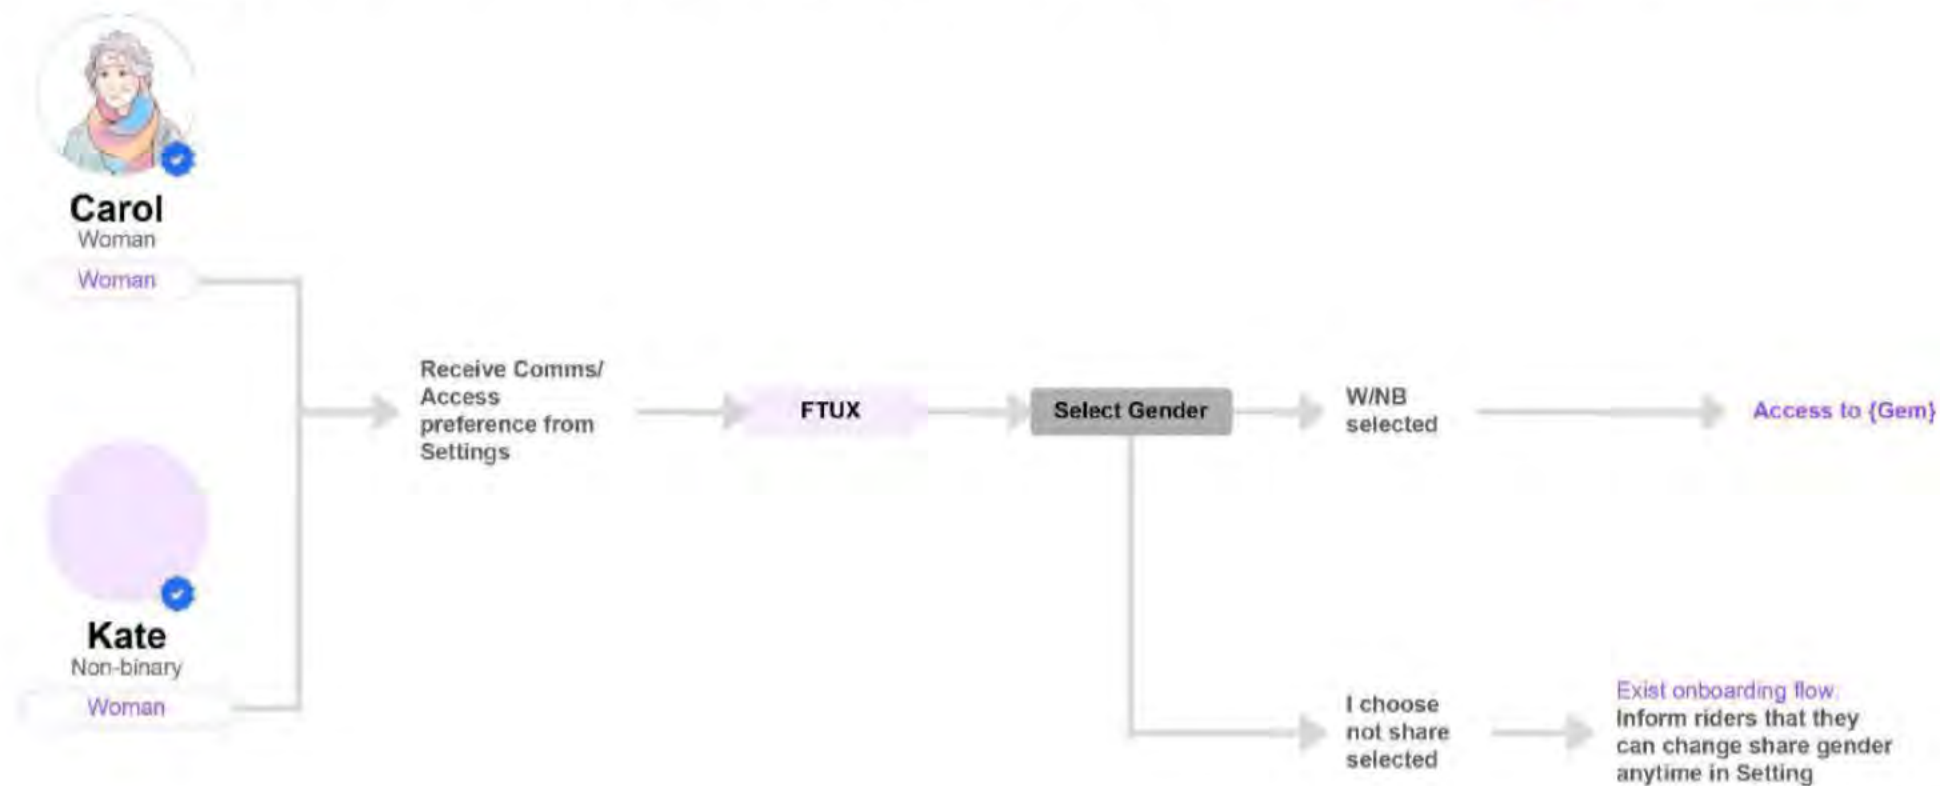 Carol
Woman
Woman
Kate
Non-binary
Woman
Receive Comms/
Access
preference from
Settings
FTUX
Select Gender
W/NB
selected
Access to {Gem}
I choose
not share
selected
Exist onboarding flow.
Inform riders that they
can change share gender
anytime in Setting